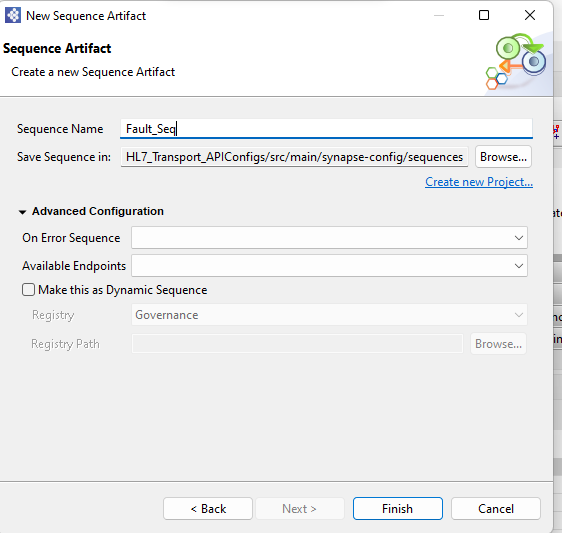 New Sequence Artifact
Sequence Artifact
Create a new Sequence Artifact
Sequence Name Fault_Seq
Save Sequence in: HL7_Transport_APIConfigs/src/main/synapse-config/sequences Browse...
Create new Project...
Advanced Configuration
On Error Sequence
Available Endpoints
Make this as Dynamic Sequence
Registry Governance
Registry Path Browse...
< Back Next > Finish Cancel